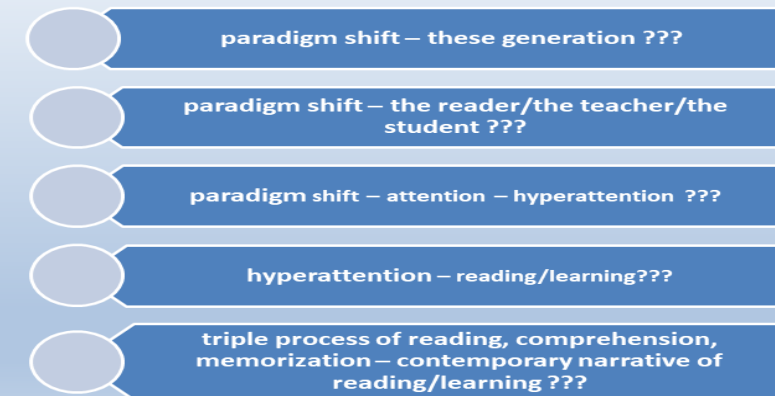 paradigm shift – these generation ???
paradigm shift – the reader/the teacher/the
student ???
paradigm shift – attention – hyperattention ???
hyperattention – reading/learning???
triple process of reading, comprehension,
memorization – contemporary narrative of
reading/learning ???